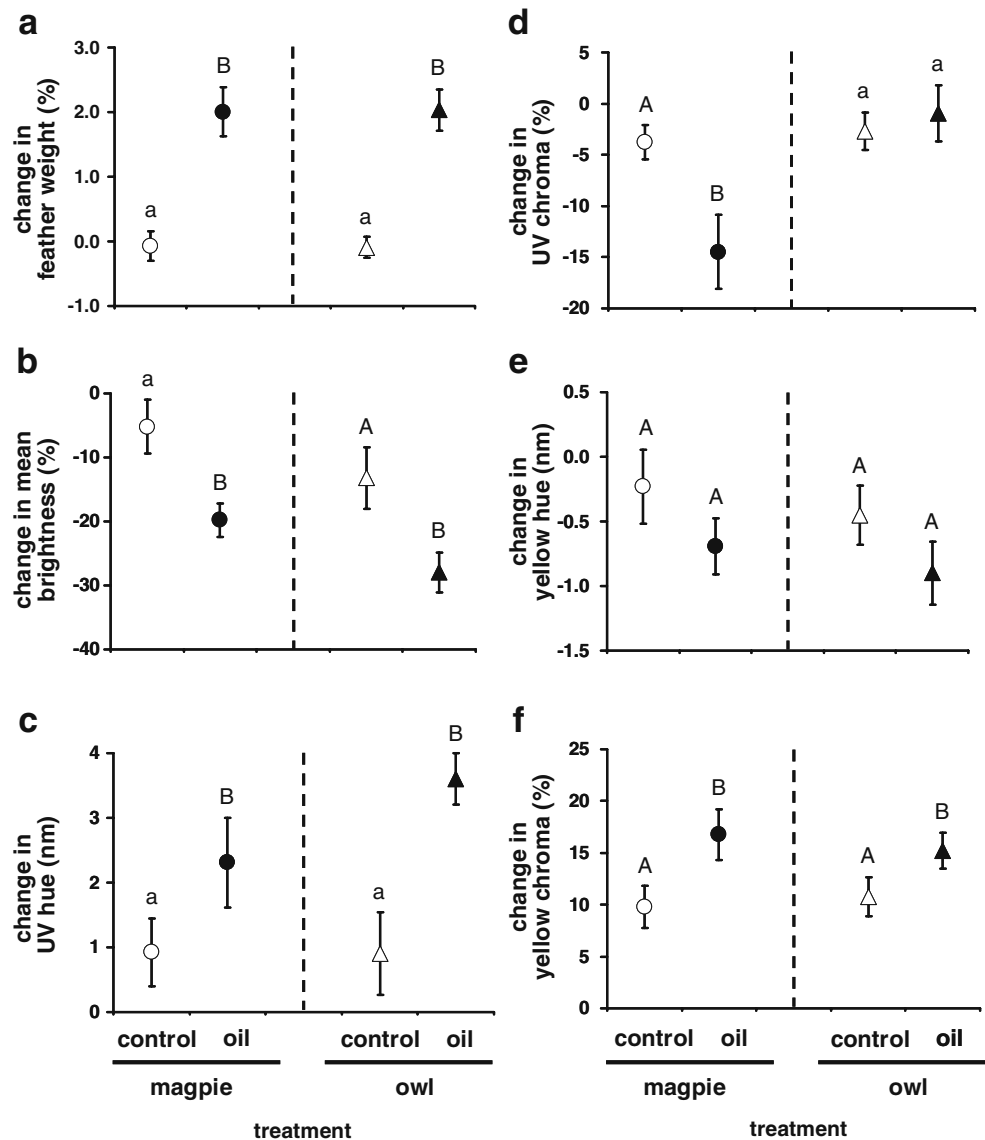 a
change in
feather weight (%)
3.0
2.0
1.0
0.0
-1.0
a
B
a
B
b
change in mean
brightness (%)
0
-10
-20
-30
-40
a
B
A
B
c
change in
UV hue (nm)
4
3
2
1
0
a
B
a
B
control oil control oil
magpie owl
treatment
d
change in
UV chroma (%)
5
0
-5
-10
-15
-20
A
B
a
a
e
change in
yellow hue (nm)
0.5
0.0
-0.5
-1.0
-1.5
A
A
A
A
f
change in
yellow chroma (%)
25
20
15
10
5
0
A
B
A
B
control oil control oil
magpie owl
treatment